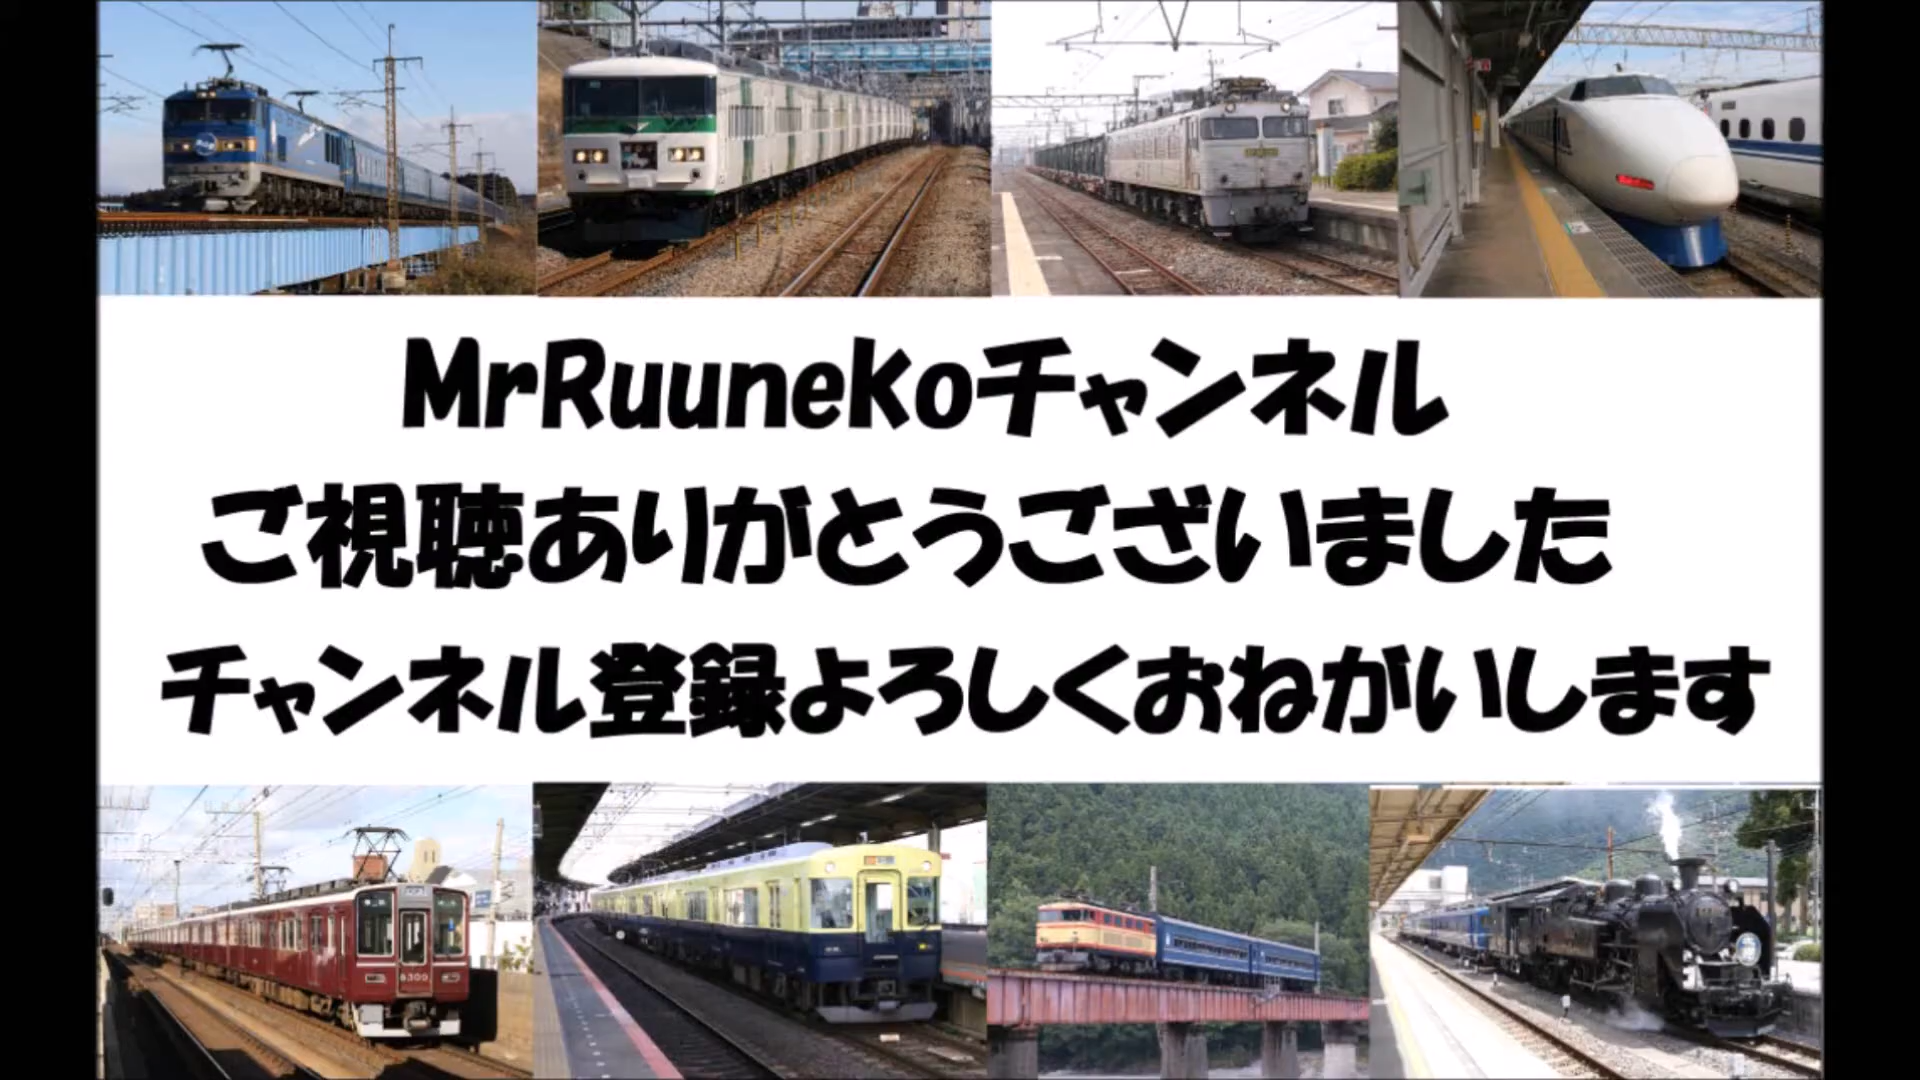 MrRuunekoチャンネル
ご視聴ありがとうございました
チャンネル登録よろしくおねがいします
8300